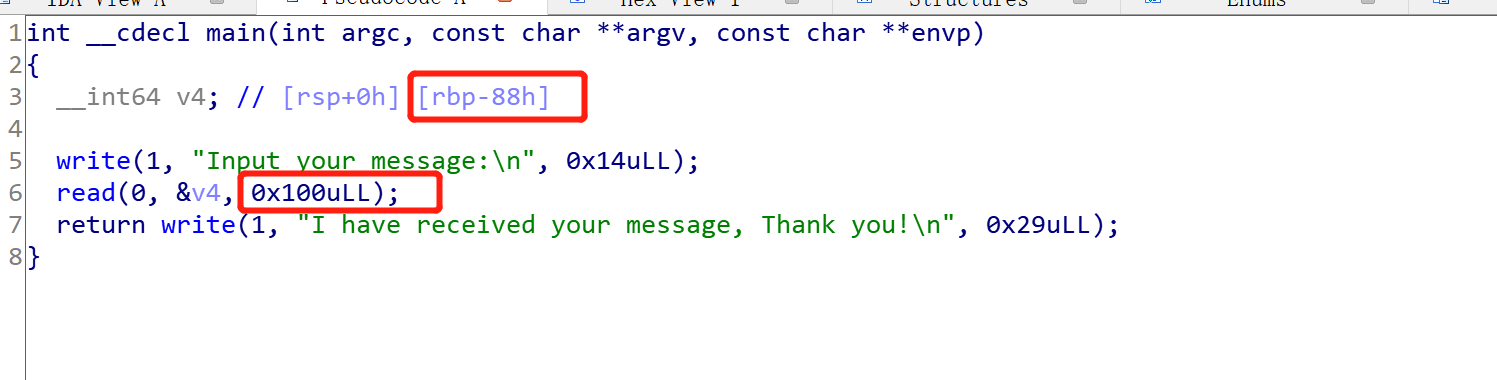 IDA View-A Pseudocode-A Hex View-1 Structures Enums
1 int __cdecl main(int argc, const char **argv, const char **envp)
2 {
3 __int64 v4; // [rsp+0h] [rbp-88h]
4
5 write(1, "Input your message:\n", 0x14uLL);
6 read(0, &v4, 0x100uLL);
7 return write(1, "I have received your message, Thank you!\n", 0x29uLL);
8 }